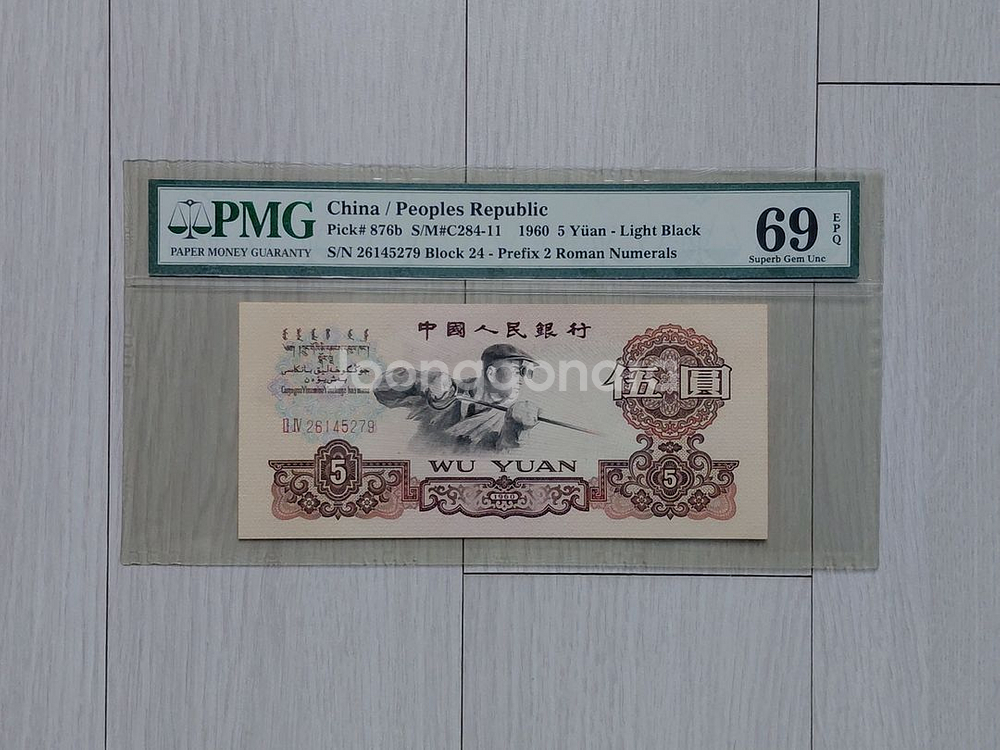 PMG
PAPER MONEY GUARANTY
China / Peoples Republic
Pick# 876b S/M#C284-11 1960 5 Yüan - Light Black
S/N 26145279 Block 24 - Prefix 2 Roman Numerals
69
EPQ
Superb Gem Unc
中國人民銀行
伍圓
II IV 26145279
5
WU YUAN
5
1960